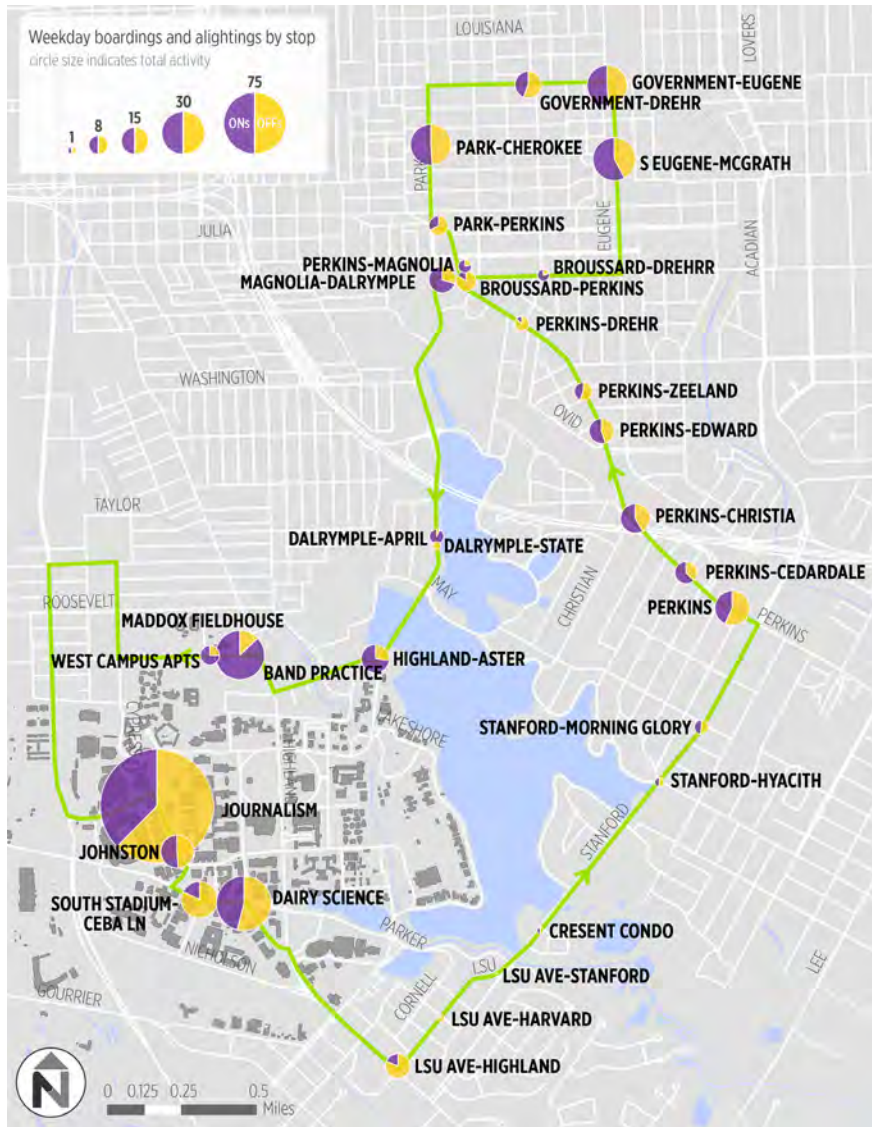 Weekday boardings and alightings by stop
circle size indicates total activity
1
8
15
30
75
ONs
OFFs
LOUISIANA
LOVERS
GOVERNMENT-EUGENE
GOVERNMENT-DREHR
PARK-CHEROKEE
S EUGENE-MCGRATH
PARK
JULIA
PARK-PERKINS
EUGENE
ACADIAN
PERKINS-MAGNOLIA
BROUSSARD-DREHRR
MAGNOLIA-DALRYMPLE
BROUSSARD-PERKINS
PERKINS-DREHR
WASHINGTON
PERKINS-ZEELAND
OVID
PERKINS-EDWARD
TAYLOR
PERKINS-CHRISTIA
DALRYMPLE-APRIL
DALRYMPLE-STATE
MAY
CHRISTIAN
PERKINS-CEDARDALE
ROOSEVELT
PERKINS
PERKINS
MADDOX FIELDHOUSE
WEST CAMPUS APTS
BAND PRACTICE
HIGHLAND-ASTER
CYPRESS
LAKESHORE
HIGHLAND
STANFORD-MORNING GLORY
STANFORD-HYACITH
JOURNALISM
STANFORD
JOHNSTON
SOUTH STADIUM-
CEBA LN
DAIRY SCIENCE
PARKER
CRESENT CONDO
NICHOLSON
LSU
LEE
LSU AVE-STANFORD
GOURRIER
CORNELL
LSU AVE-HARVARD
LSU AVE-HIGHLAND
N
0 0.125 0.25 0.5
Miles